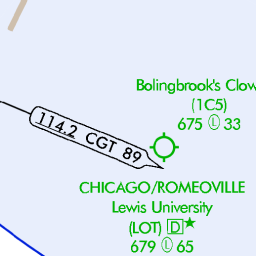 Bolingbrook's Clow
(1C5)
675 Ⓛ 33
114.2 CGT 89
CHICAGO/ROMEOVILLE
Lewis University
(LOT) D★
679 Ⓛ 65